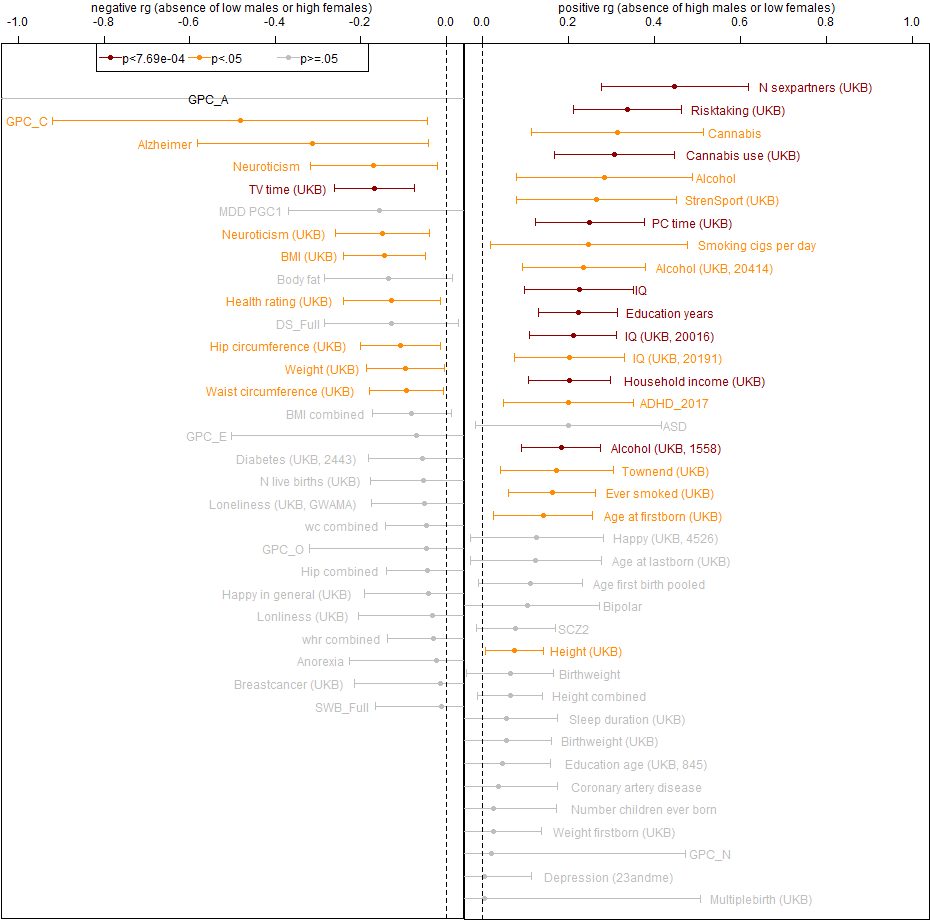 negative rg (absence of low males or high females)
-1.0 -0.8 -0.6 -0.4 -0.2 0.0
p<7.69e-04 p<.05 p>=.05
GPC_A
GPC_C
Alzheimer
Neuroticism
TV time (UKB)
MDD PGC1
Neuroticism (UKB)
BMI (UKB)
Body fat
Health rating (UKB)
DS_Full
Hip circumference (UKB)
Weight (UKB)
Waist circumference (UKB)
BMI combined
GPC_E
Diabetes (UKB, 2443)
N live births (UKB)
Loneliness (UKB, GWAMA)
wc combined
GPC_O
Hip combined
Happy in general (UKB)
Lonliness (UKB)
whr combined
Anorexia
Breastcancer (UKB)
SWB_Full
positive rg (absence of high males or low females)
0.0 0.2 0.4 0.6 0.8 1.0
N sexpartners (UKB)
Risktaking (UKB)
Cannabis
Cannabis use (UKB)
Alcohol
StrenSport (UKB)
PC time (UKB)
Smoking cigs per day
Alcohol (UKB, 20414)
IQ
Education years
IQ (UKB, 20016)
IQ (UKB, 20191)
Household income (UKB)
ADHD_2017
ASD
Alcohol (UKB, 1558)
Townend (UKB)
Ever smoked (UKB)
Age at firstborn (UKB)
Happy (UKB, 4526)
Age at lastborn (UKB)
Age first birth pooled
Bipolar
SCZ2
Height (UKB)
Birthweight
Height combined
Sleep duration (UKB)
Birthweight (UKB)
Education age (UKB, 845)
Coronary artery disease
Number children ever born
Weight firstborn (UKB)
GPC_N
Depression (23andme)
Multiplebirth (UKB)